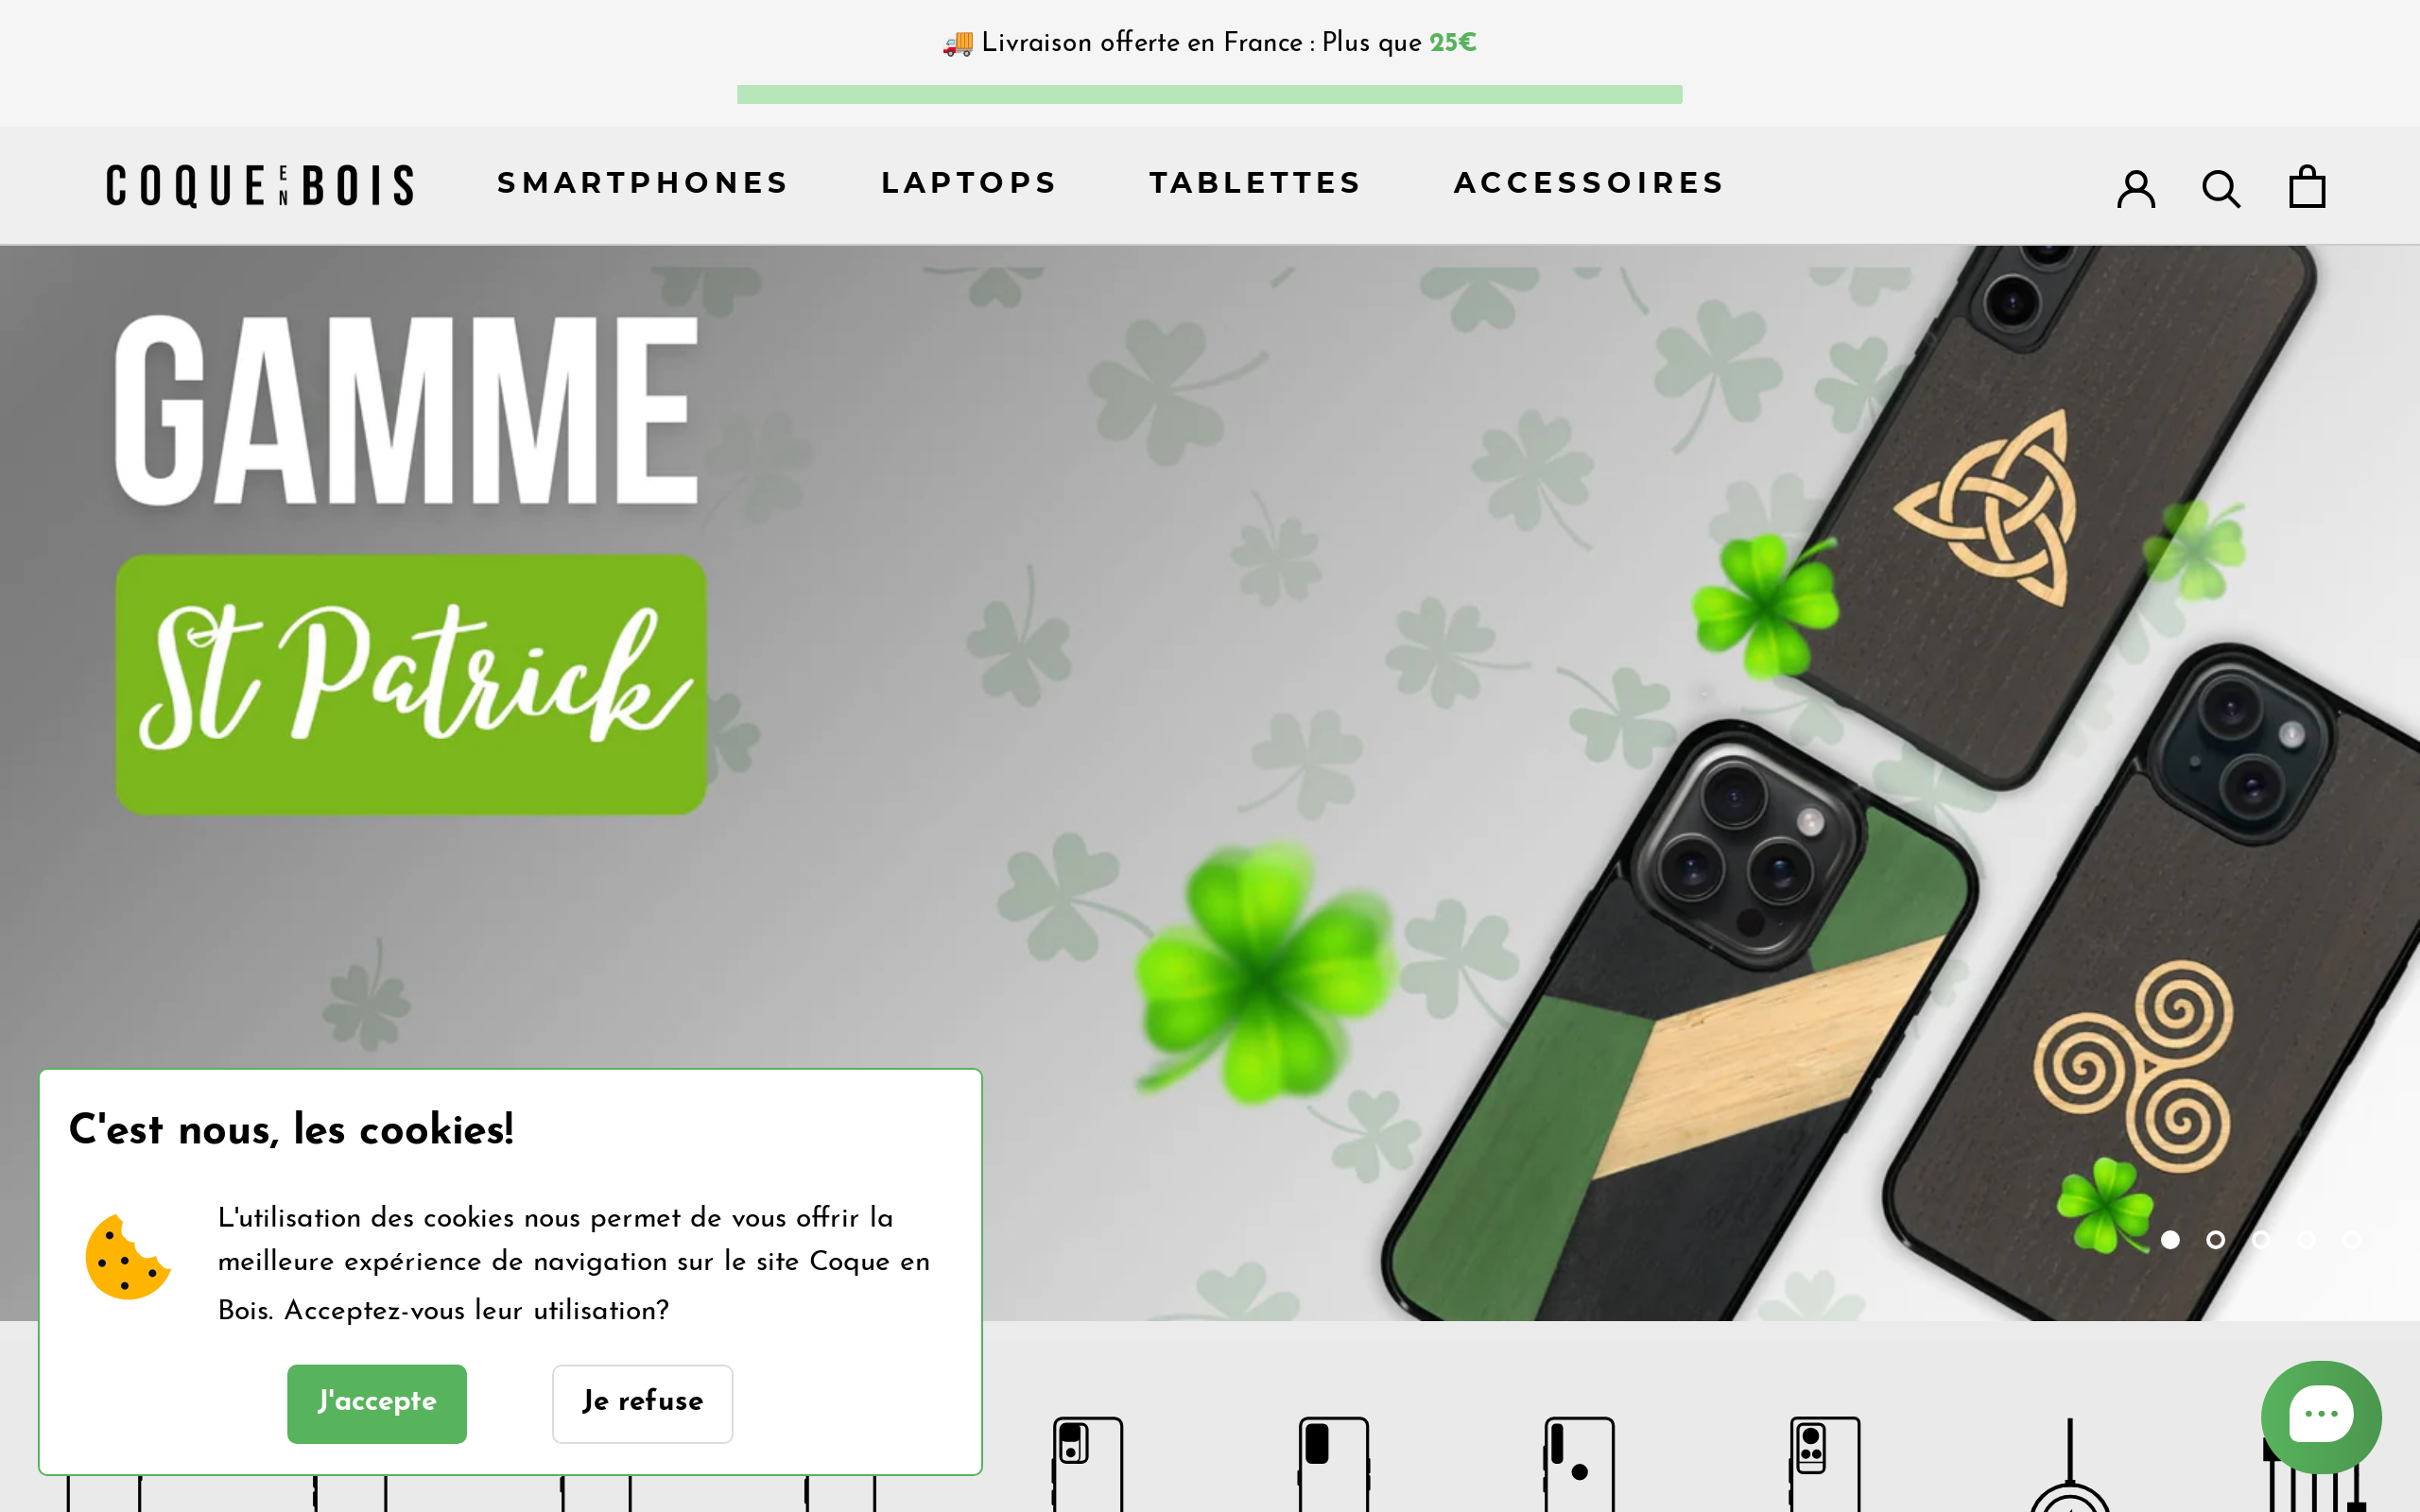 🚚 Livraison offerte en France : Plus que 25€
COQUE EN BOIS
SMARTPHONES LAPTOPS TABLETTES ACCESSOIRES
GAMME
St Patrick
C'est nous, les cookies!
L'utilisation des cookies nous permet de vous offrir la
meilleure expérience de navigation sur le site Coque en
Bois. Acceptez-vous leur utilisation?
J'accepte Je refuse